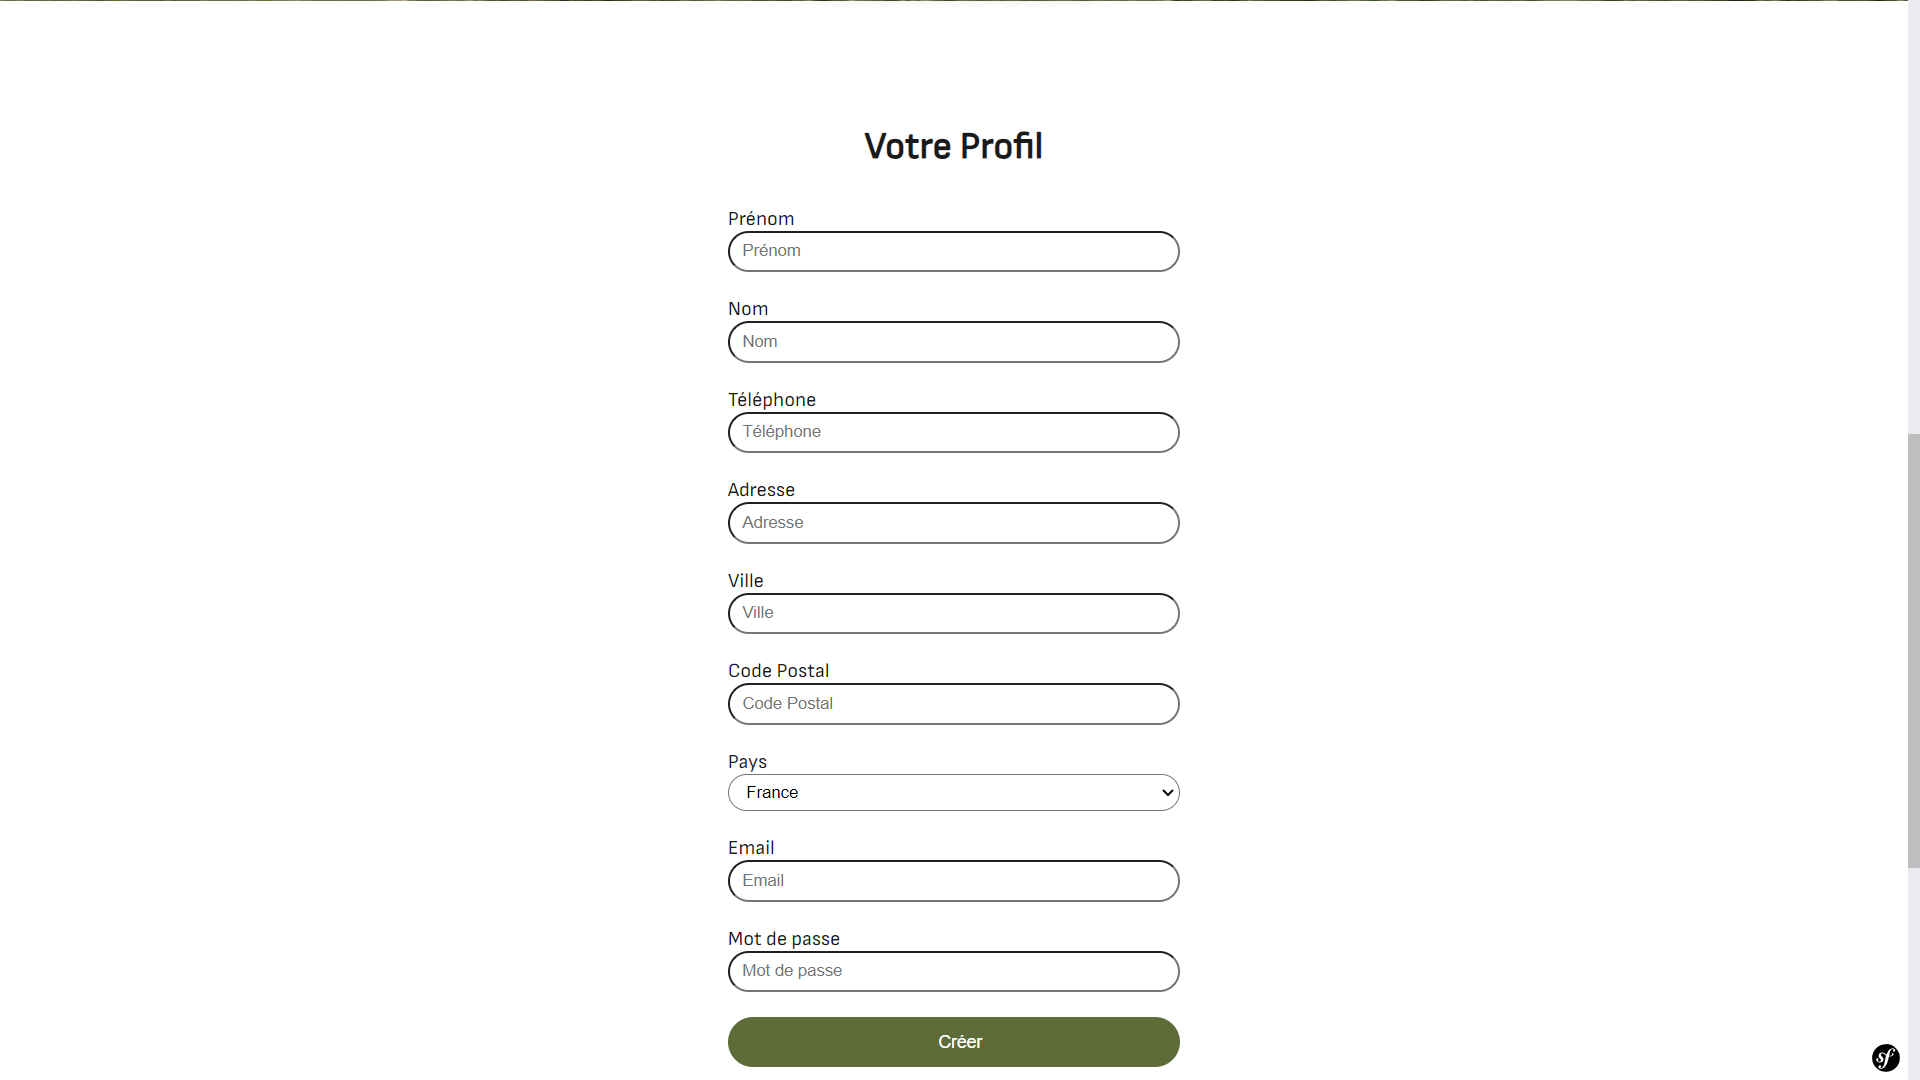 Votre Profil
Prénom
Prénom
Nom
Nom
Téléphone
Téléphone
Adresse
Adresse
Ville
Ville
Code Postal
Code Postal
Pays
France
Email
Email
Mot de passe
Mot de passe
Créer
sf